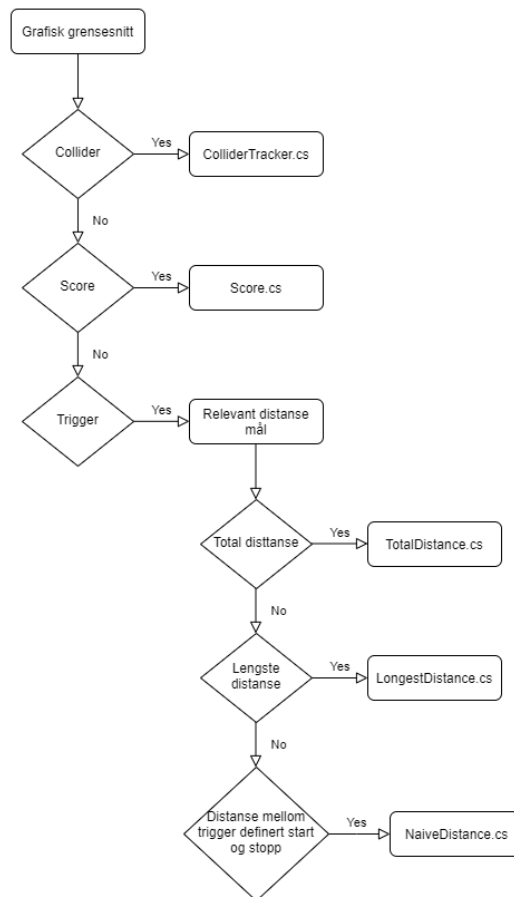 Grafisk grensesnitt
Collider
Yes
ColliderTracker.cs
No
Score
Yes
Score.cs
No
Trigger
Yes
Relevant distanse
mål
Total disttanse
Yes
TotalDistance.cs
No
Lengste
distanse
Yes
LongestDistance.cs
No
Distanse mellom
trigger definert start
og stopp
Yes
NaiveDistance.cs